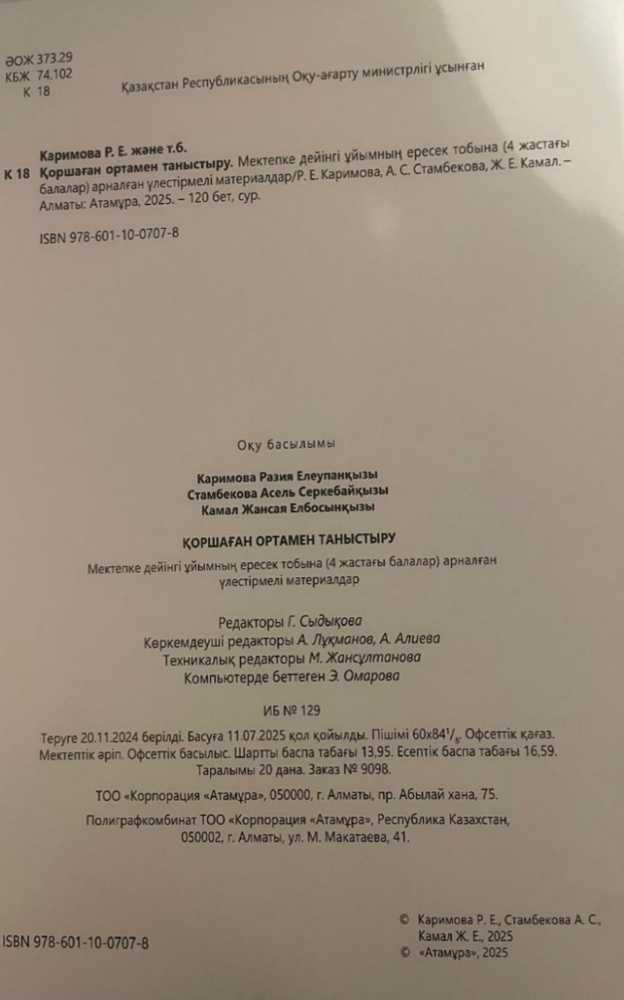 ӘОЖ 373.29
КБЖ 74.102
К 18
Қазақстан Республикасының Оқу-ағарту министрлігі ұсынған
Каримова Р. Е. және т.б.
К 18 Қоршаған ортамен таныстыру. Мектепке дейінгі ұйымның ересек тобына (4 жастағы
балалар) арналған үлестірмелі материалдар/Р. Е. Каримова, А. С. Стамбекова, Ж. Е. Камал. –
Алматы: Атамұра, 2025. – 120 бет, сур.
ISBN 978-601-10-0707-8
Оқу басылымы
Каримова Разия Елеупанқызы
Стамбекова Асель Серкебайқызы
Камал Жансая Елбосынқызы
ҚОРШАҒАН ОРТАМЕН ТАНЫСТЫРУ
Мектепке дейінгі ұйымның ересек тобына (4 жастағы балалар) арналған
үлестірмелі материалдар
Редакторы Г. Сыдықова
Көркемдеуші редакторы А. Лұқманов, А. Алиева
Техникалық редакторы М. Жансұлтанова
Компьютерде беттеген Э. Омарова
ИБ № 129
Теруге 20.11.2024 берілді. Басуға 11.07.2025 қол қойылды. Пішімі 60х84¹/₈. Офсеттік қағаз.
Мектептік әріп. Офсеттік басылыс. Шартты баспа табағы 13,95. Есептік баспа табағы 16,59.
Таралымы 20 дана. Заказ № 9098.
ТОО «Корпорация «Атамұра», 050000, г. Алматы, пр. Абылай хана, 75.
Полиграфкомбинат ТОО «Корпорация «Атамұра», Республика Казахстан,
050002, г. Алматы, ул. М. Макатаева, 41.
© Каримова Р. Е., Стамбекова А. С.,
Камал Ж. Е., 2025
© «Атамұра», 2025
ISBN 978-601-10-0707-8